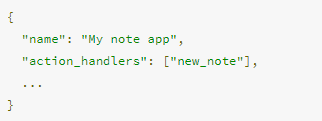 {
"name": "My note app",
"action_handlers": ["new_note"],
...
}